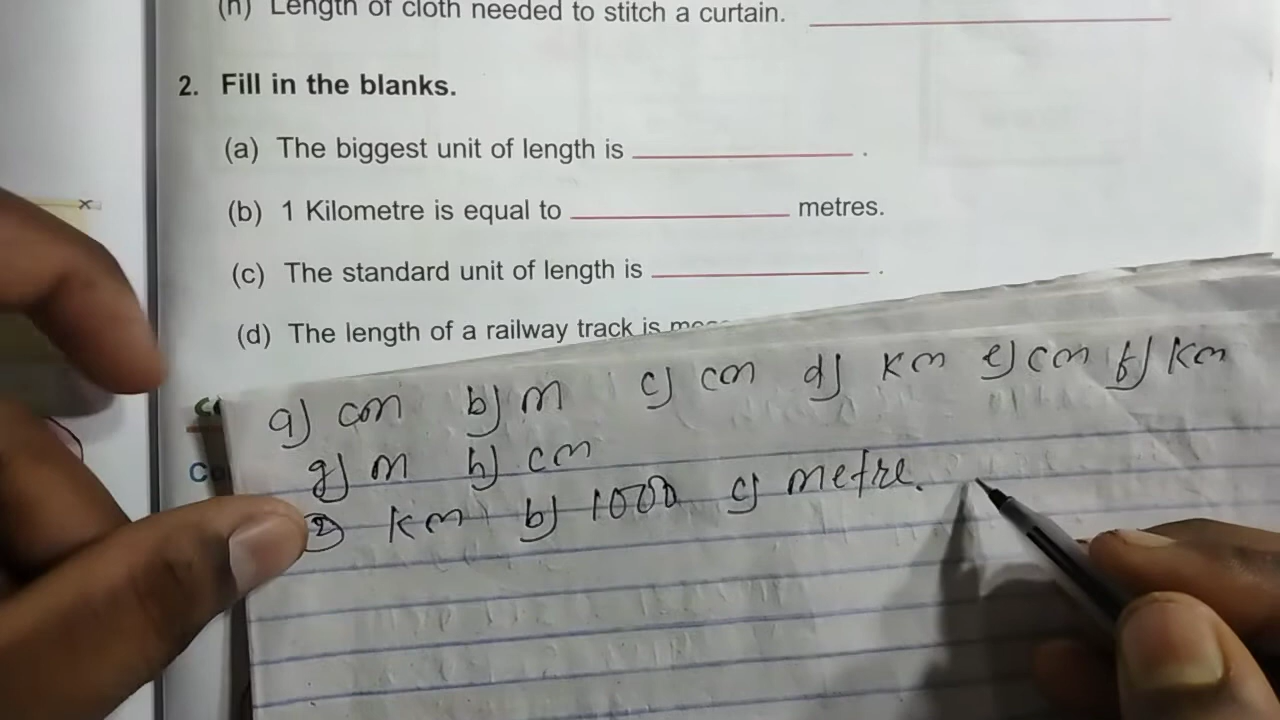 (h) Length of cloth needed to stitch a curtain.
2. Fill in the blanks.
(a) The biggest unit of length is .
(b) 1 Kilometre is equal to metres.
(c) The standard unit of length is .
(d) The length of a railway track is
a) cm b) m c) cm d) km e) cm f) km
g) m h) cm
② km b) 1000 c) metre.